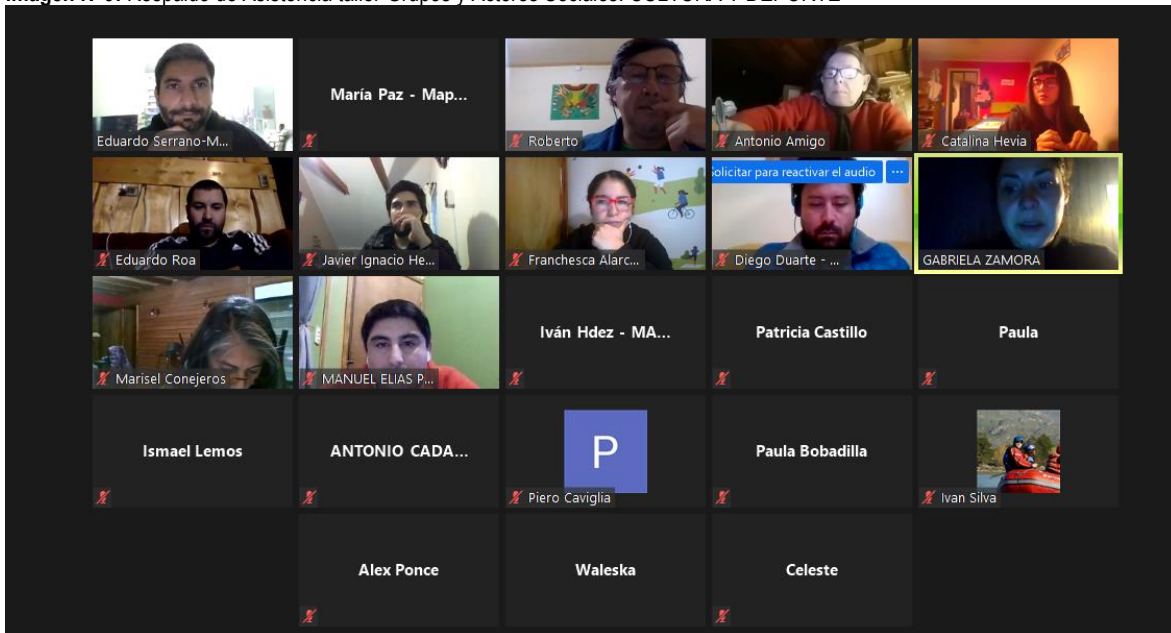 Eduardo Serrano-M...
María Paz - Map...
Roberto
Antonio Amigo
Catalina Hevia
Eduardo Roa
Javier Ignacio He...
Franchesca Alarc...
Solicitar para reactivar el audio ...
Diego Duarte - ...
GABRIELA ZAMORA
Marisel Conejeros
MANUEL ELIAS P...
Iván Hdez - MA...
Patricia Castillo
Paula
Ismael Lemos
ANTONIO CADA...
P
Piero Caviglia
Paula Bobadilla
Ivan Silva
Alex Ponce
Waleska
Celeste